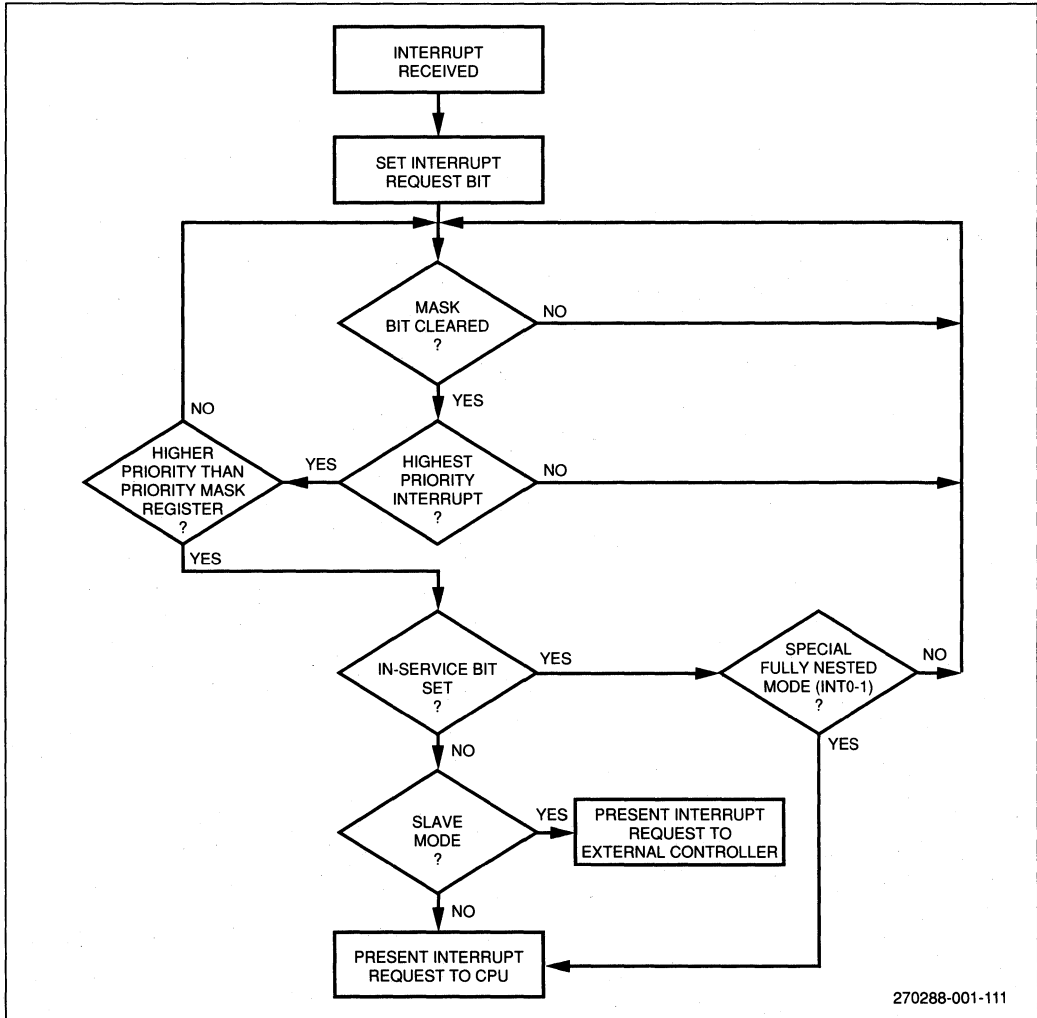 INTERRUPT
RECEIVED
SET INTERRUPT
REQUEST BIT
MASK
BIT CLEARED
?
NO
YES
HIGHEST
PRIORITY
INTERRUPT
?
NO
YES
HIGHER
PRIORITY THAN
PRIORITY MASK
REGISTER
?
NO
YES
IN-SERVICE BIT
SET
?
YES
SPECIAL
FULLY NESTED
MODE (INT0-1)
?
NO
YES
NO
SLAVE
MODE
?
YES
PRESENT INTERRUPT
REQUEST TO
EXTERNAL CONTROLLER
NO
PRESENT INTERRUPT
REQUEST TO CPU
270288-001-111